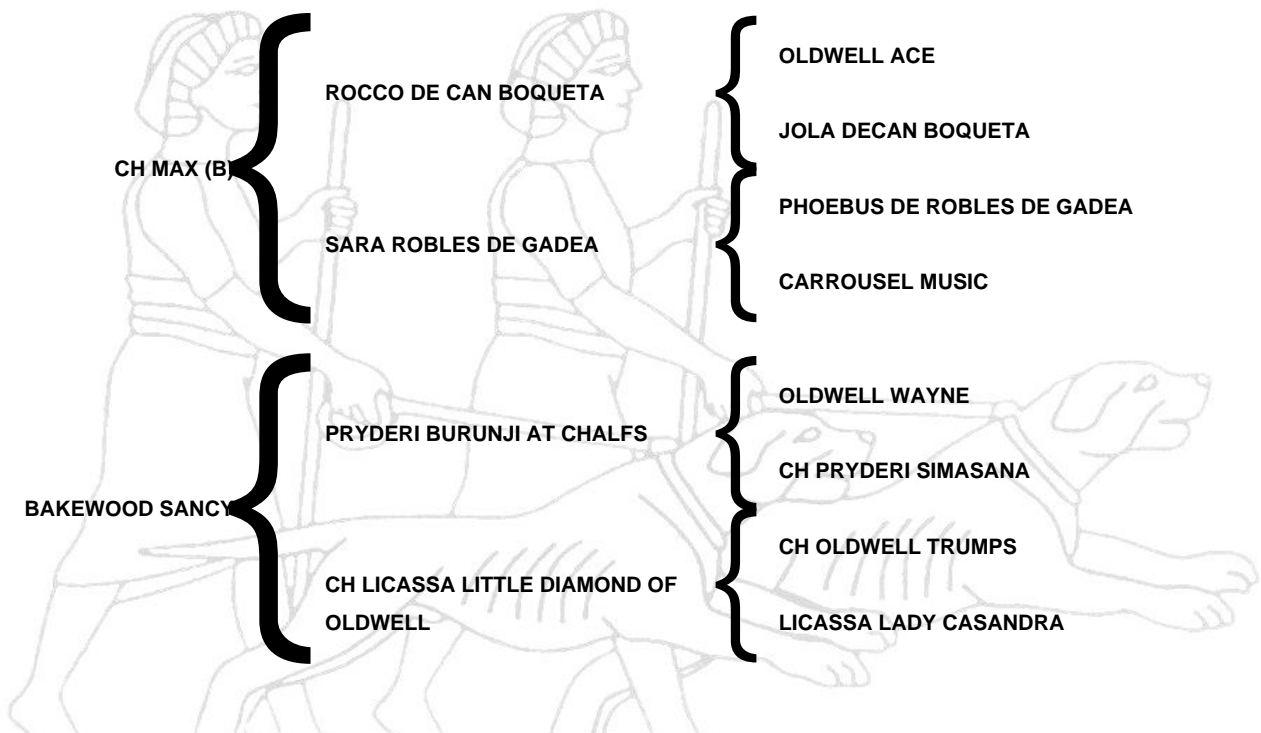 OLDWELL ACE
ROCCO DE CAN BOQUETA
JOLA DECAN BOQUETA
CH MAX (B)
PHOEBUS DE ROBLES DE GADEA
SARA ROBLES DE GADEA
CARROUSEL MUSIC
OLDWELL WAYNE
PRYDERI BURUNJI AT CHALFS
CH PRYDERI SIMASANA
BAKEWOOD SANCY
CH OLDWELL TRUMPS
CH LICASSA LITTLE DIAMOND OF
OLDWELL
LICASSA LADY CASANDRA